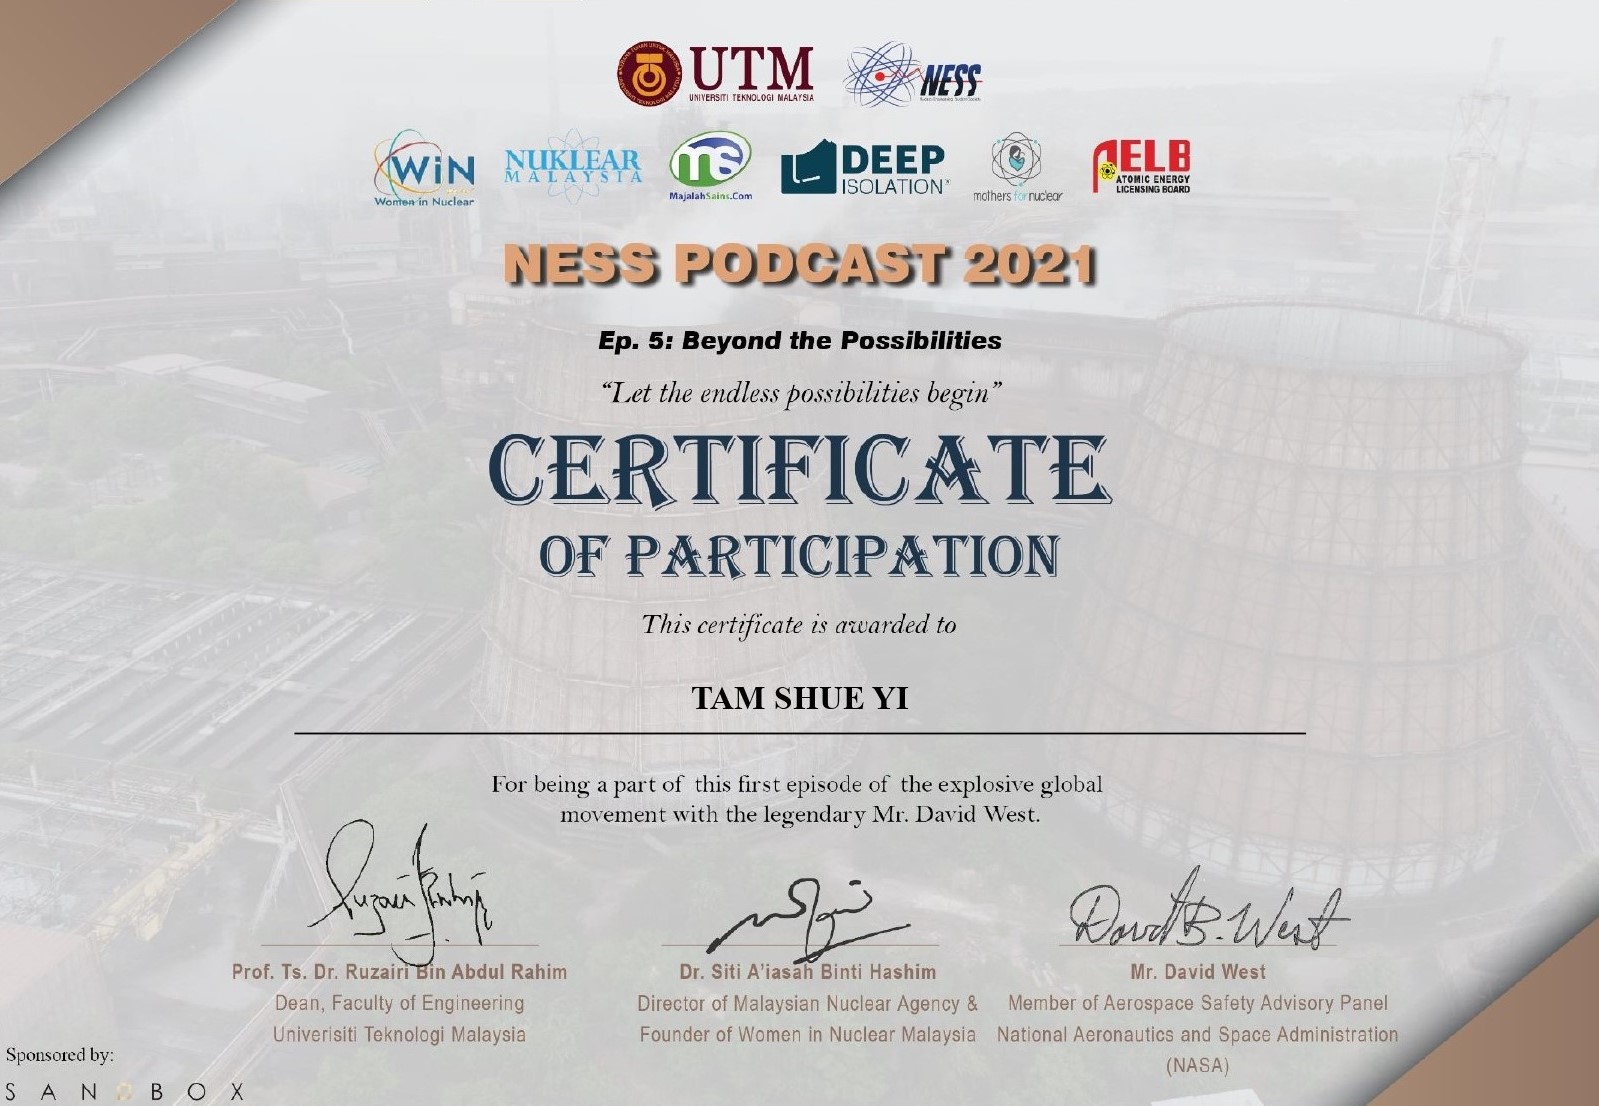 UTM
UNIVERSITI TEKNOLOGI MALAYSIA
NESS
WiN
Women in Nuclear
NUKLEAR
MALAYSIA
ms
MajalahSains.Com
DEEP
ISOLATION
mothers for nuclear
AELB
ATOMIC ENERGY
LICENSING BOARD
NESS PODCAST 2021
Ep. 5: Beyond the Possibilities
“Let the endless possibilities begin”
CERTIFICATE
OF PARTICIPATION
This certificate is awarded to
TAM SHUE YI
For being a part of this first episode of the explosive global
movement with the legendary Mr. David West.
David B. West
Prof. Ts. Dr. Ruzairi Bin Abdul Rahim
Dean, Faculty of Engineering
Univerisiti Teknologi Malaysia
Dr. Siti A'iasah Binti Hashim
Director of Malaysian Nuclear Agency &
Founder of Women in Nuclear Malaysia
Mr. David West
Member of Aerospace Safety Advisory Panel
National Aeronautics and Space Administration
(NASA)
Sponsored by:
SANDBOX